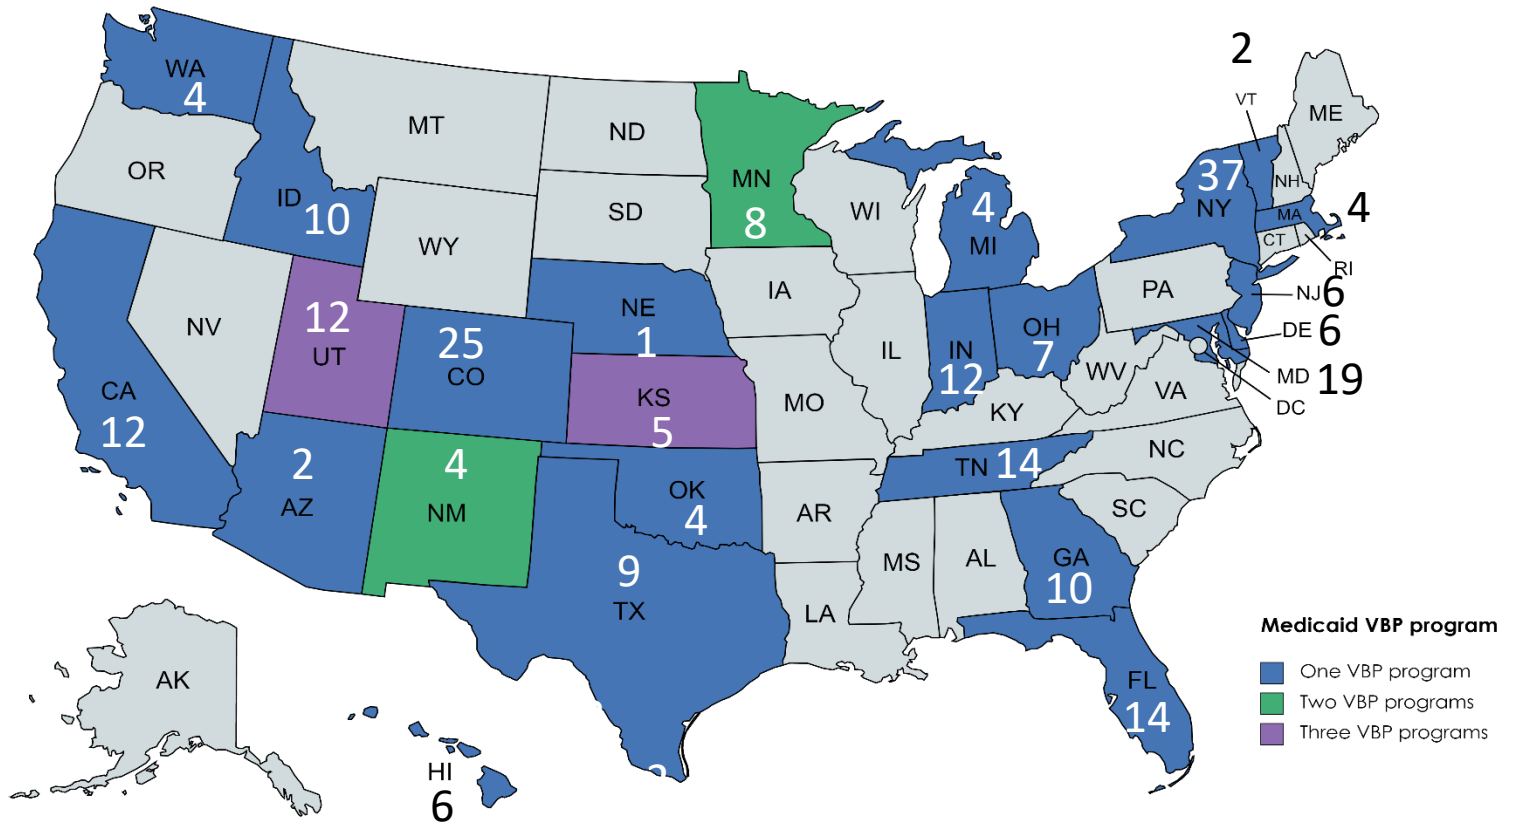 2
WA
4
VT
ME
MT
ND
OR
MN
8
ID
10
37
NY
NH
MA
4
SD
WI
4
MI
WY
CT
RI
NE
1
IA
PA
NJ 6
NV
12
UT
25
CO
OH
7
DE 6
IL
IN
12
MD 19
WV
VA
DC
CA
12
KS
5
MO
KY
NC
TN 14
2
AZ
4
NM
OK
4
AR
SC
MS
AL
GA
10
9
TX
LA
AK
FL
14
HI
6
Medicaid VBP program
One VBP program
Two VBP programs
Three VBP programs